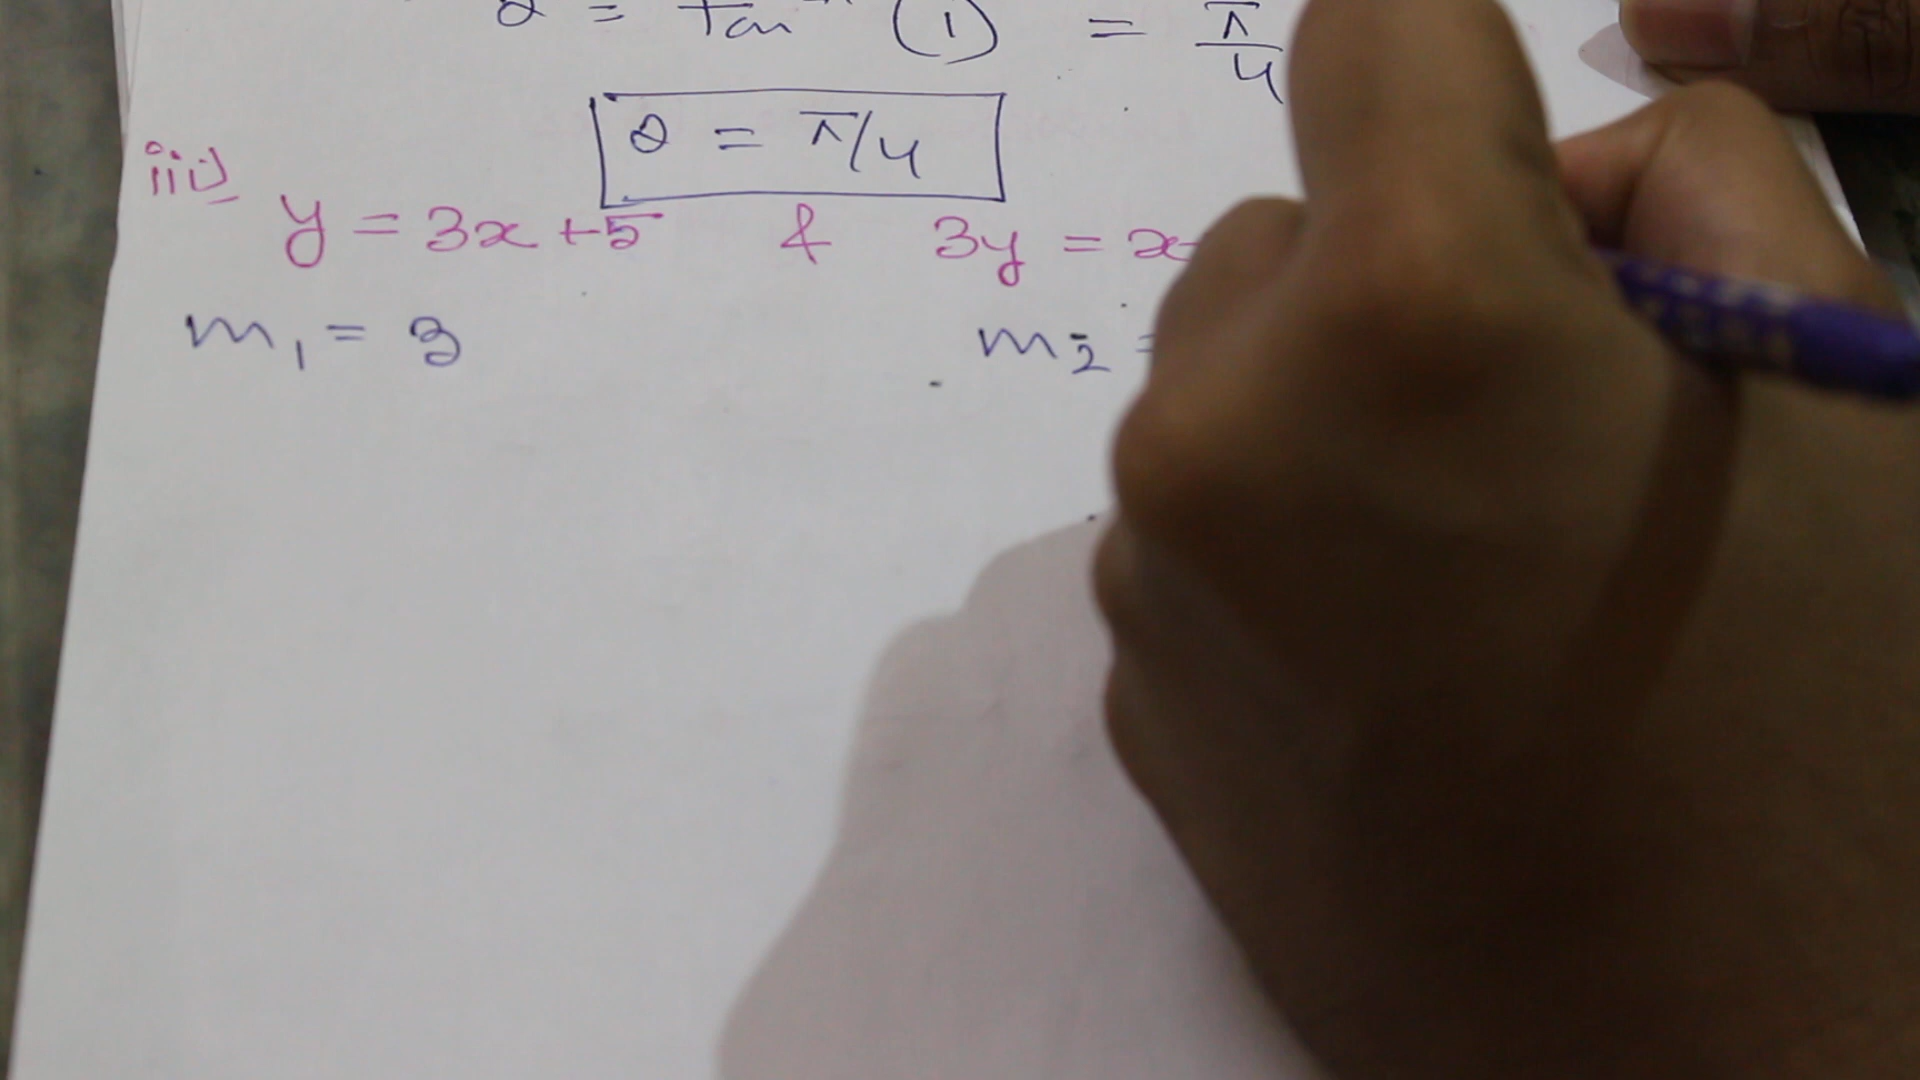 θ = tan⁻¹ (1) = π/4
θ = π/4
iii) y = 3x + 5 & 3y = x
m₁ = 3 m₂ =